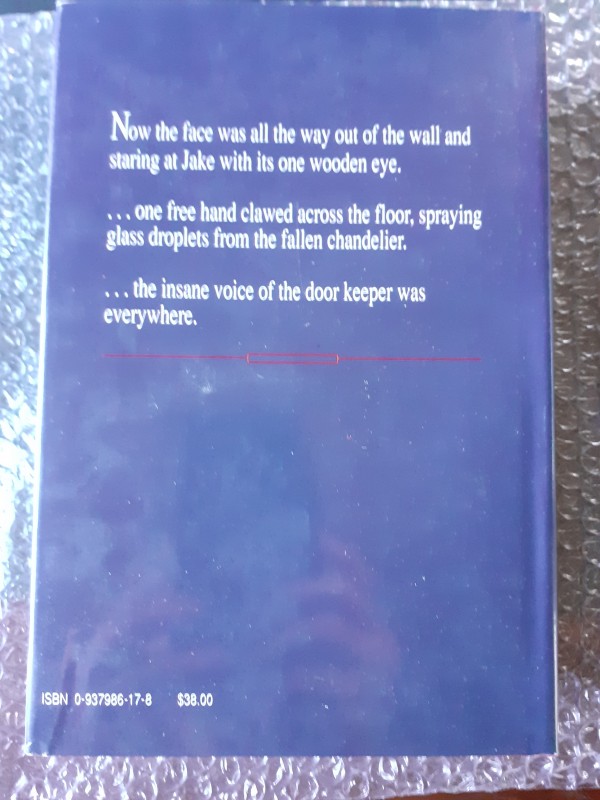 Now the face was all the way out of the wall and
staring at Jake with its one wooden eye.
. . . one free hand clawed across the floor, spraying
glass droplets from the fallen chandelier.
. . . the insane voice of the door keeper was
everywhere.
ISBN 0-937986-17-8 $38.00